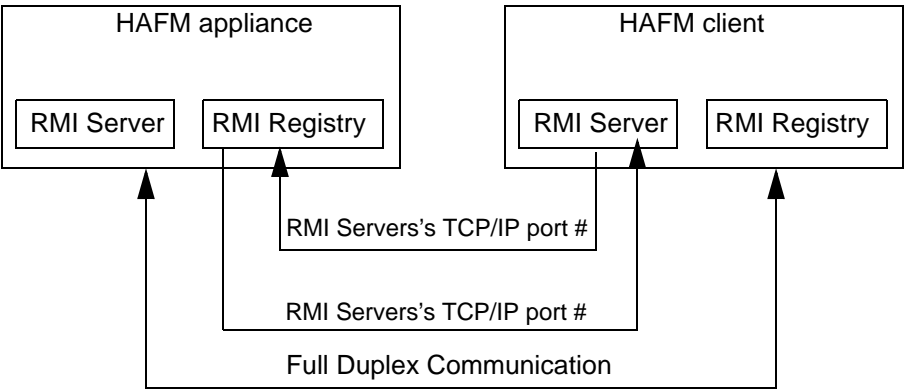 HAFM appliance
HAFM client
RMI Server
RMI Registry
RMI Server
RMI Registry
RMI Servers's TCP/IP port #
RMI Servers's TCP/IP port #
Full Duplex Communication